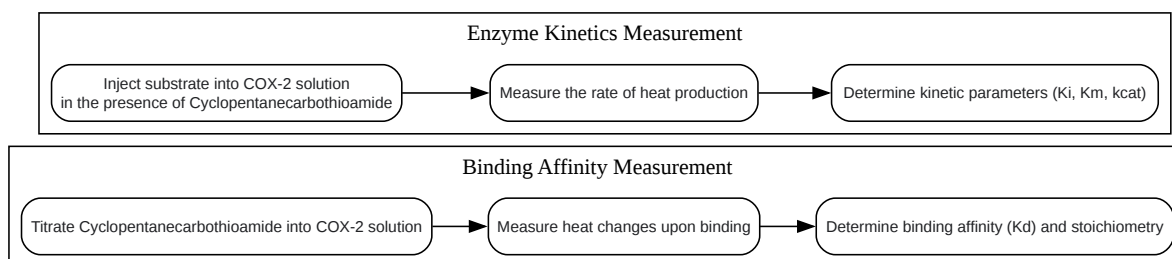 Enzyme Kinetics Measurement
Inject substrate into COX-2 solution
in the presence of Cyclopentanecarbothioamide
Measure the rate of heat production
Determine kinetic parameters (Ki, Km, kcat)
Binding Affinity Measurement
Titrate Cyclopentanecarbothioamide into COX-2 solution
Measure heat changes upon binding
Determine binding affinity (Kd) and stoichiometry